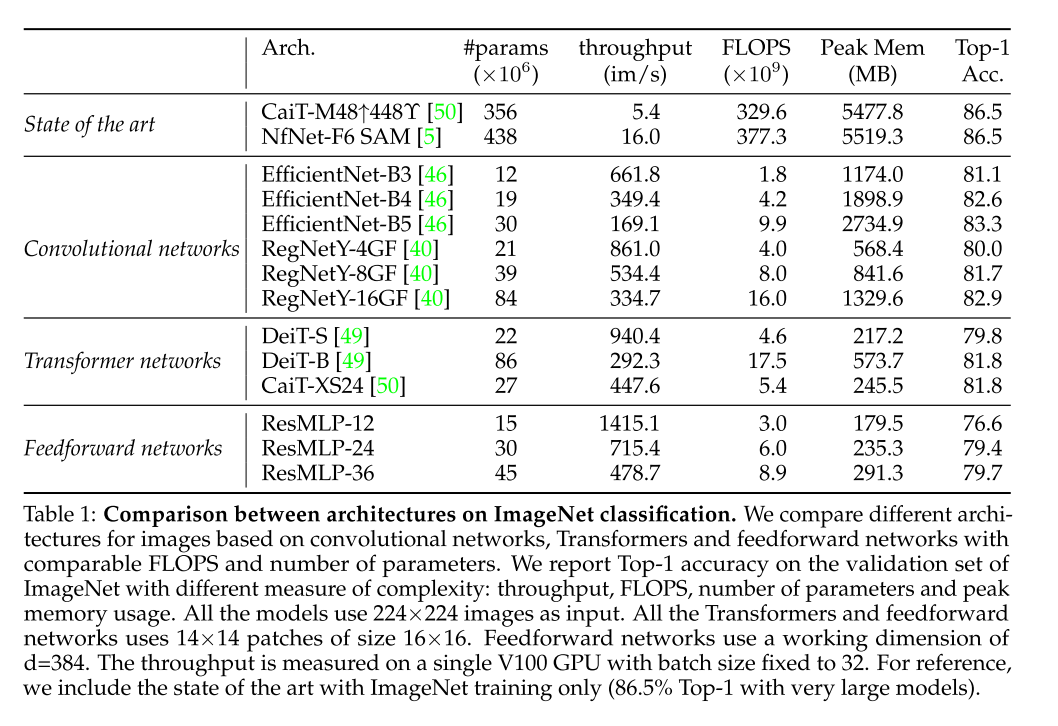 Arch. #params throughput FLOPS Peak Mem Top-1
(×10⁶) (im/s) (×10⁹) (MB) Acc.
State of the art
CaiT-M48↑448ϒ [50] 356 5.4 329.6 5477.8 86.5
NfNet-F6 SAM [5] 438 16.0 377.3 5519.3 86.5
Convolutional networks
EfficientNet-B3 [46] 12 661.8 1.8 1174.0 81.1
EfficientNet-B4 [46] 19 349.4 4.2 1898.9 82.6
EfficientNet-B5 [46] 30 169.1 9.9 2734.9 83.3
RegNetY-4GF [40] 21 861.0 4.0 568.4 80.0
RegNetY-8GF [40] 39 534.4 8.0 841.6 81.7
RegNetY-16GF [40] 84 334.7 16.0 1329.6 82.9
Transformer networks
DeiT-S [49] 22 940.4 4.6 217.2 79.8
DeiT-B [49] 86 292.3 17.5 573.7 81.8
CaiT-XS24 [50] 27 447.6 5.4 245.5 81.8
Feedforward networks
ResMLP-12 15 1415.1 3.0 179.5 76.6
ResMLP-24 30 715.4 6.0 235.3 79.4
ResMLP-36 45 478.7 8.9 291.3 79.7
Table 1: Comparison between architectures on ImageNet classification. We compare different archi-
tectures for images based on convolutional networks, Transformers and feedforward networks with
comparable FLOPS and number of parameters. We report Top-1 accuracy on the validation set of
ImageNet with different measure of complexity: throughput, FLOPS, number of parameters and peak
memory usage. All the models use 224×224 images as input. All the Transformers and feedforward
networks uses 14×14 patches of size 16×16. Feedforward networks use a working dimension of
d=384. The throughput is measured on a single V100 GPU with batch size fixed to 32. For reference,
we include the state of the art with ImageNet training only (86.5% Top-1 with very large models).